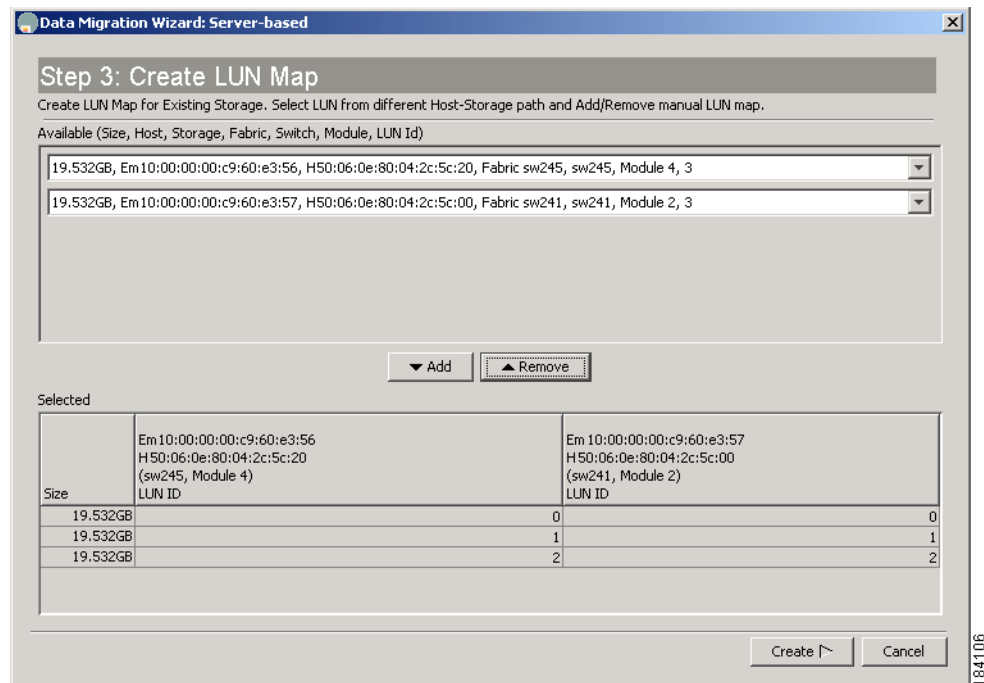 Data Migration Wizard: Server-based
Step 3: Create LUN Map
Create LUN Map for Existing Storage. Select LUN from different Host-Storage path and Add/Remove manual LUN map.
Available (Size, Host, Storage, Fabric, Switch, Module, LUN Id)
19.532GB, Em10:00:00:00:c9:60:e3:56, H50:06:0e:80:04:2c:5c:20, Fabric sw245, sw245, Module 4, 3
19.532GB, Em10:00:00:00:c9:60:e3:57, H50:06:0e:80:04:2c:5c:00, Fabric sw241, sw241, Module 2, 3
Add Remove
Selected
Em10:00:00:00:c9:60:e3:56 Em10:00:00:00:c9:60:e3:57
H50:06:0e:80:04:2c:5c:20 H50:06:0e:80:04:2c:5c:00
(sw245, Module 4) (sw241, Module 2)
Size LUN ID LUN ID
19.532GB 0 0
19.532GB 1 1
19.532GB 2 2
Create Cancel
184106